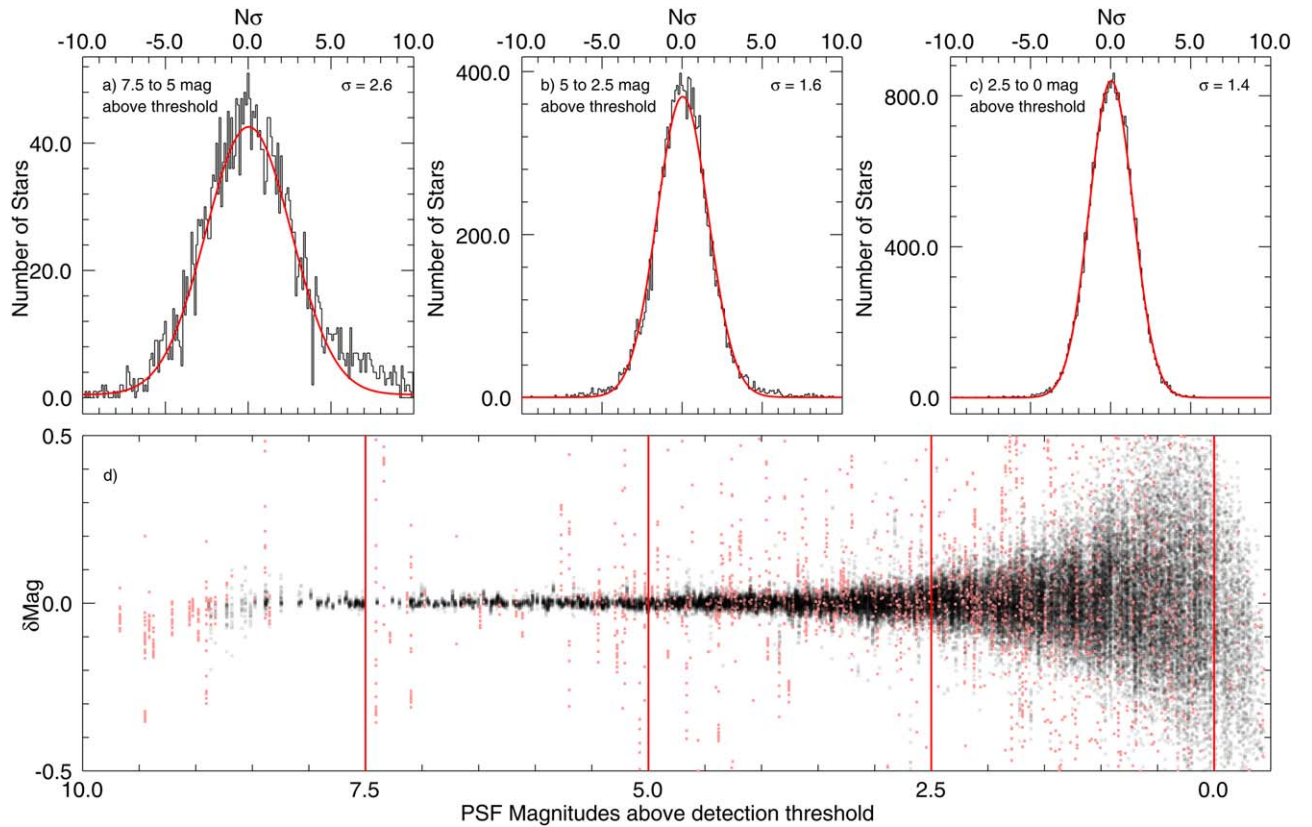 Nσ
Nσ
Nσ
-10.0 -5.0 0.0 5.0 10.0
-10.0 -5.0 0.0 5.0 10.0
-10.0 -5.0 0.0 5.0 10.0
a) 7.5 to 5 mag
above threshold
σ = 2.6
Number of Stars
40.0
20.0
0.0
b) 5 to 2.5 mag
above threshold
σ = 1.6
Number of Stars
400.0
200.0
0.0
c) 2.5 to 0 mag
above threshold
σ = 1.4
Number of Stars
800.0
400.0
0.0
d)
δMag
0.5
0.0
-0.5
10.0 7.5 5.0 2.5 0.0
PSF Magnitudes above detection threshold